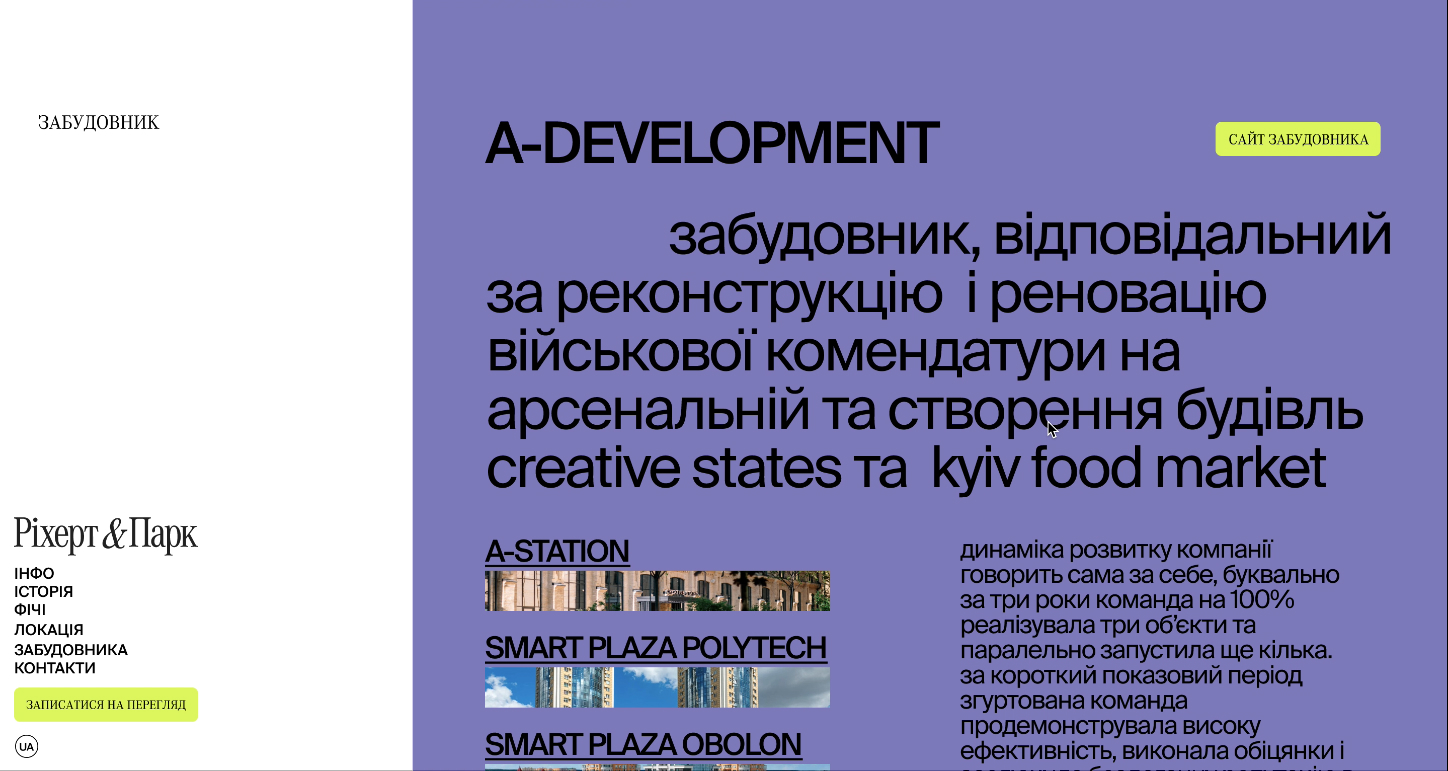 ЗАБУДОВНИК
Ріхерт & Парк
ІНФО
ІСТОРІЯ
ФІЧІ
ЛОКАЦІЯ
ЗАБУДОВНИКА
КОНТАКТИ
ЗАПИСАТИСЯ НА ПЕРЕГЛЯД
UA
A-DEVELOPMENT
САЙТ ЗАБУДОВНИКА
забудовник, відповідальний
за реконструкцію і реновацію
військової комендатури на
арсенальній та створення будівль
creative states та kyiv food market
A-STATION
SMART PLAZA POLYTECH
SMART PLAZA OBOLON
динаміка розвитку компанії
говорить сама за себе, буквально
за три роки команда на 100%
реалізувала три об’єкти та
паралельно запустила ще кілька.
за короткий показовий період
згуртована команда
продемонструвала високу
ефективність, виконала обіцянки і